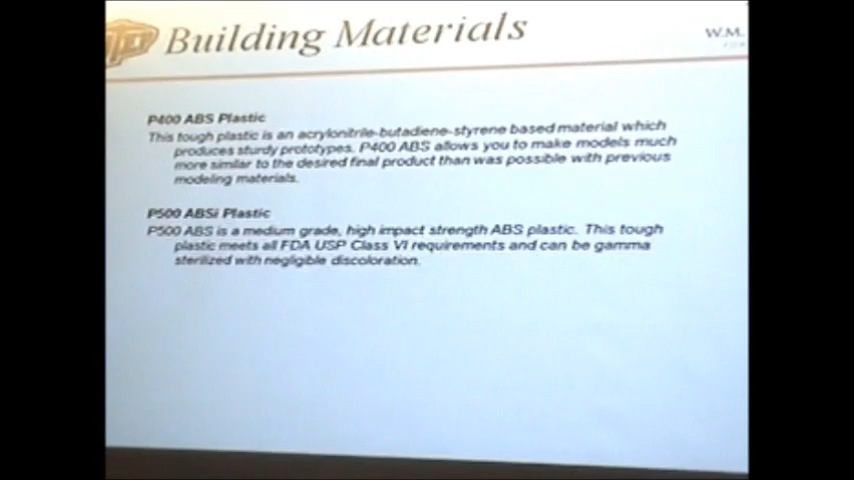 UTEP
Building Materials
W.M.
P400 ABS Plastic
This tough plastic is an acrylonitrile-butadiene-styrene based material which
produces sturdy prototypes. P400 ABS allows you to make models much
more similar to the desired final product than was possible with previous
modeling materials.
P500 ABSi Plastic
P500 ABS is a medium grade, high impact strength ABS plastic. This tough
plastic meets all FDA USP Class VI requirements and can be gamma
sterilized with negligible discoloration.